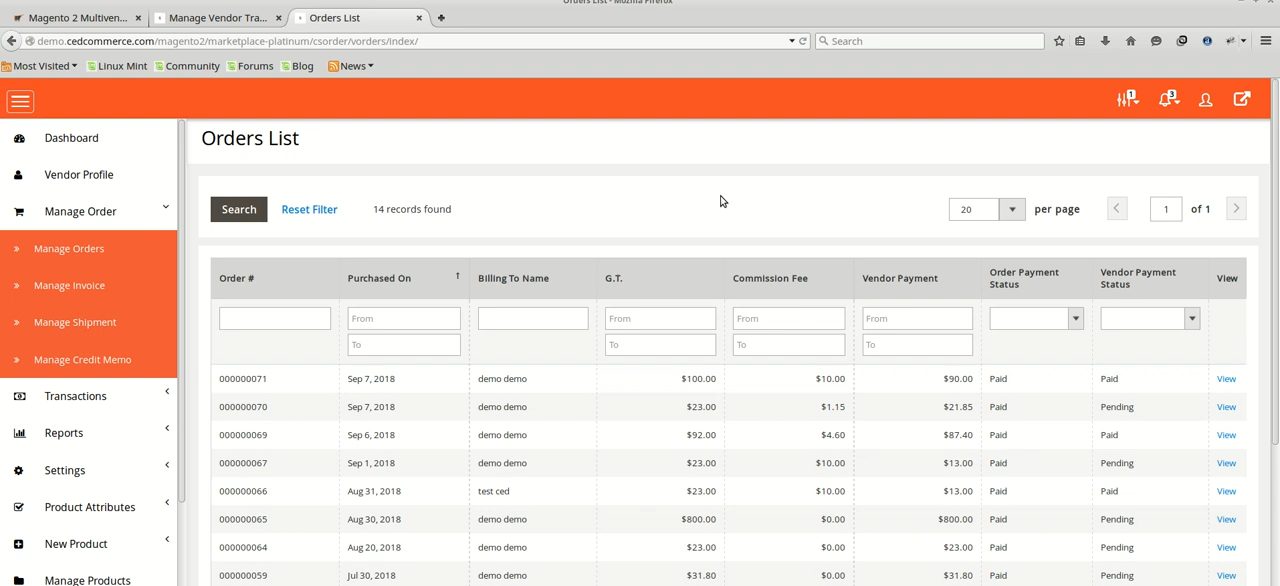 Orders List - Mozilla Firefox
Magento 2 Multiven...
Manage Vendor Tra...
Orders List
demo.cedcommerce.com/magento2/marketplace-platinum/csorder/vorders/index/
Search
Most Visited
Linux Mint
Community
Forums
Blog
News
1
3
Dashboard
Vendor Profile
Manage Order
Manage Orders
Manage Invoice
Manage Shipment
Manage Credit Memo
Transactions
Reports
Settings
Product Attributes
New Product
Manage Products
Orders List
Search Reset Filter 14 records found 20 per page 1 of 1
Order # Purchased On Billing To Name G.T. Commission Fee Vendor Payment Order Payment Status Vendor Payment Status View
From From From From
To To To To
000000071 Sep 7, 2018 demo demo $100.00 $10.00 $90.00 Paid Paid View
000000070 Sep 7, 2018 demo demo $23.00 $1.15 $21.85 Paid Pending View
000000069 Sep 6, 2018 demo demo $92.00 $4.60 $87.40 Paid Paid View
000000067 Sep 1, 2018 demo demo $23.00 $10.00 $13.00 Paid Pending View
000000066 Aug 31, 2018 test ced $23.00 $10.00 $13.00 Paid Paid View
000000065 Aug 30, 2018 demo demo $800.00 $0.00 $800.00 Paid Pending View
000000064 Aug 20, 2018 demo demo $23.00 $0.00 $23.00 Paid Pending View
000000059 Jul 30, 2018 demo demo $31.80 $0.00 $31.80 Paid Pending View